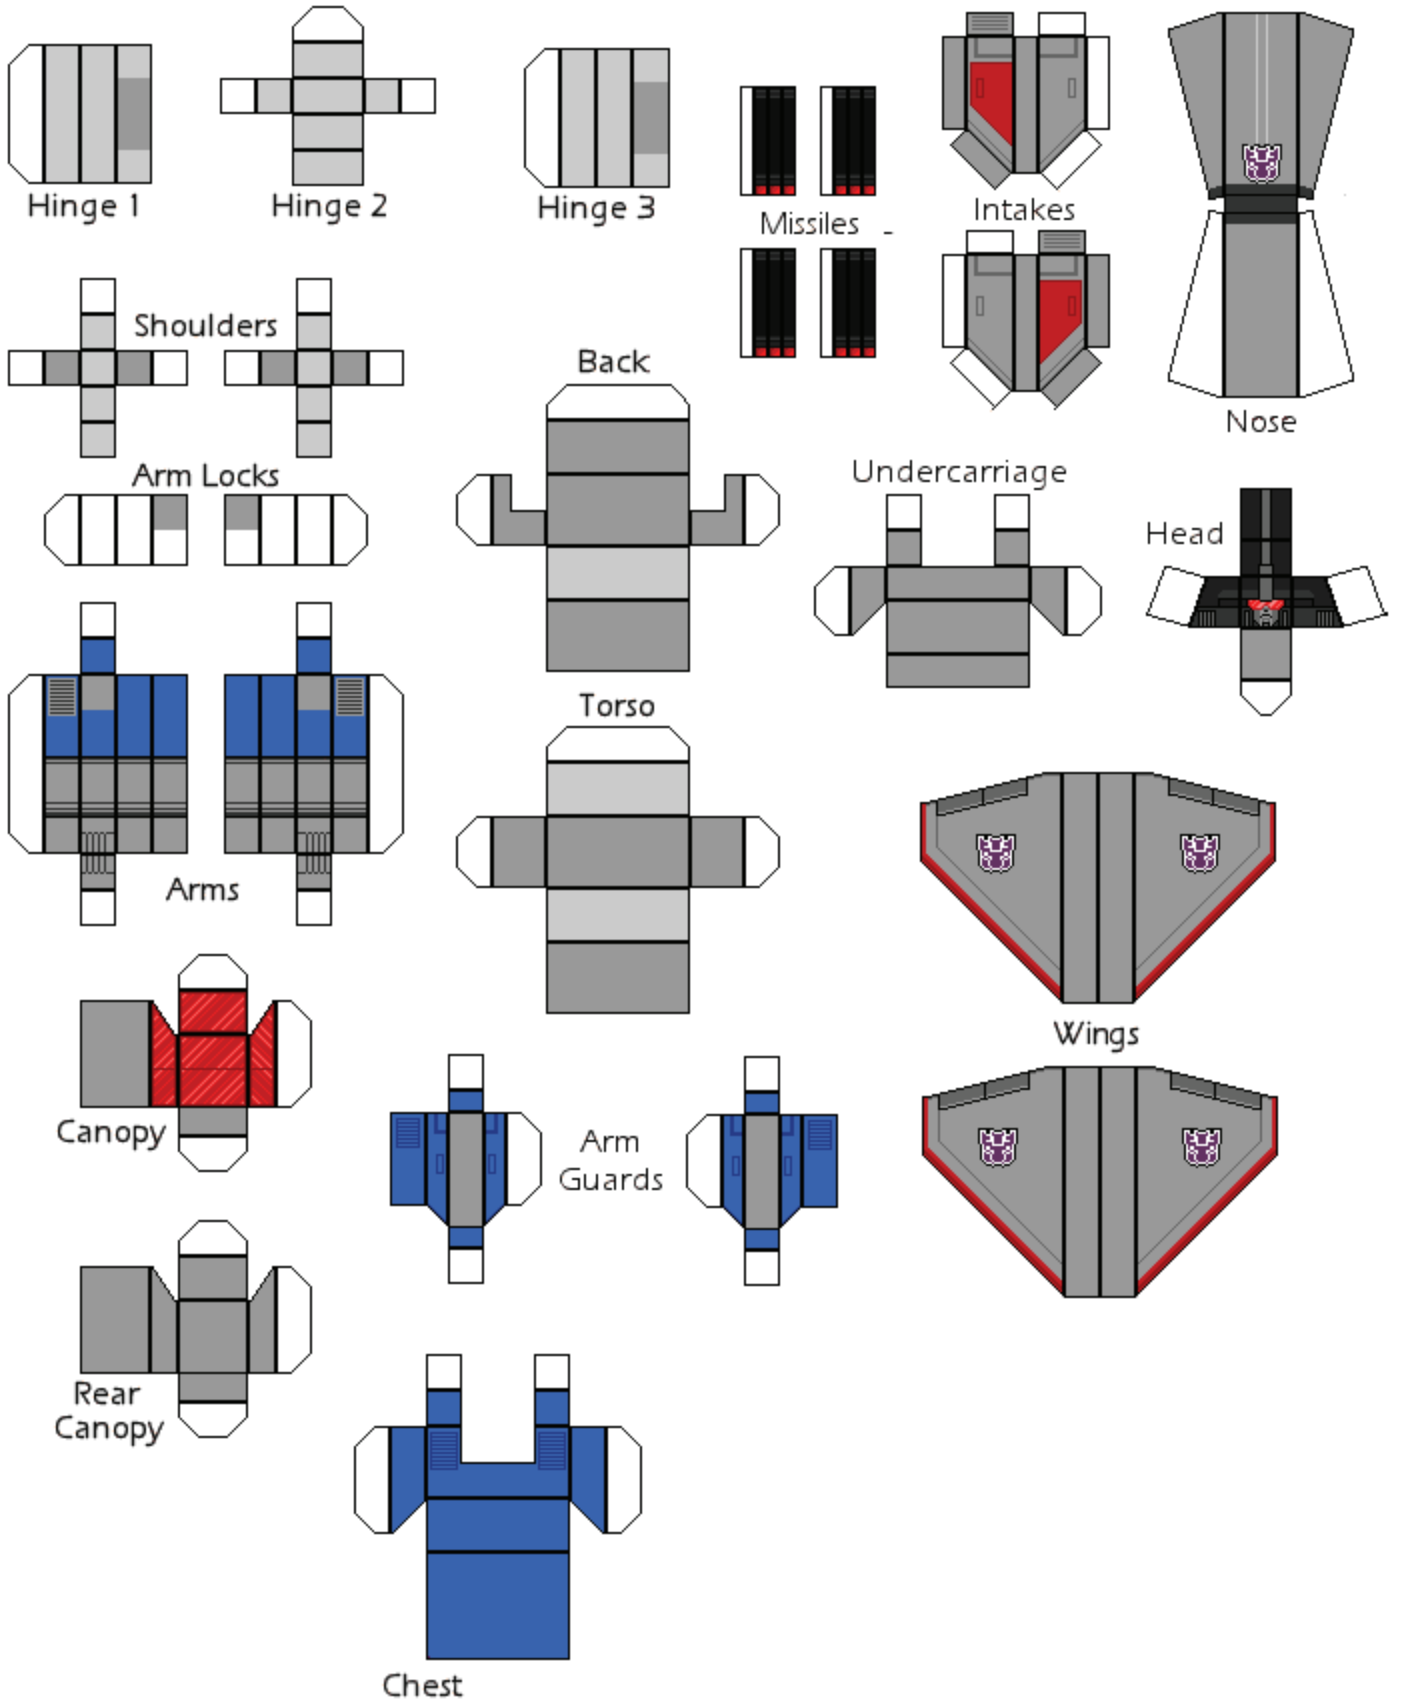 Hinge 1
Hinge 2
Hinge 3
Missiles
Intakes
Nose
Shoulders
Back
Arm Locks
Undercarriage
Head
Torso
Arms
Wings
Canopy
Arm
Guards
Rear
Canopy
Chest